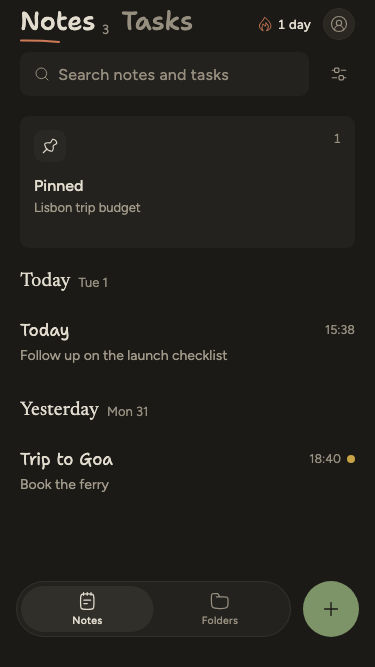 Notes 3 Tasks 1 day
Search notes and tasks
1
Pinned
Lisbon trip budget
Today Tue 1
Today 15:38
Follow up on the launch checklist
Yesterday Mon 31
Trip to Goa 18:40
Book the ferry
Notes Folders